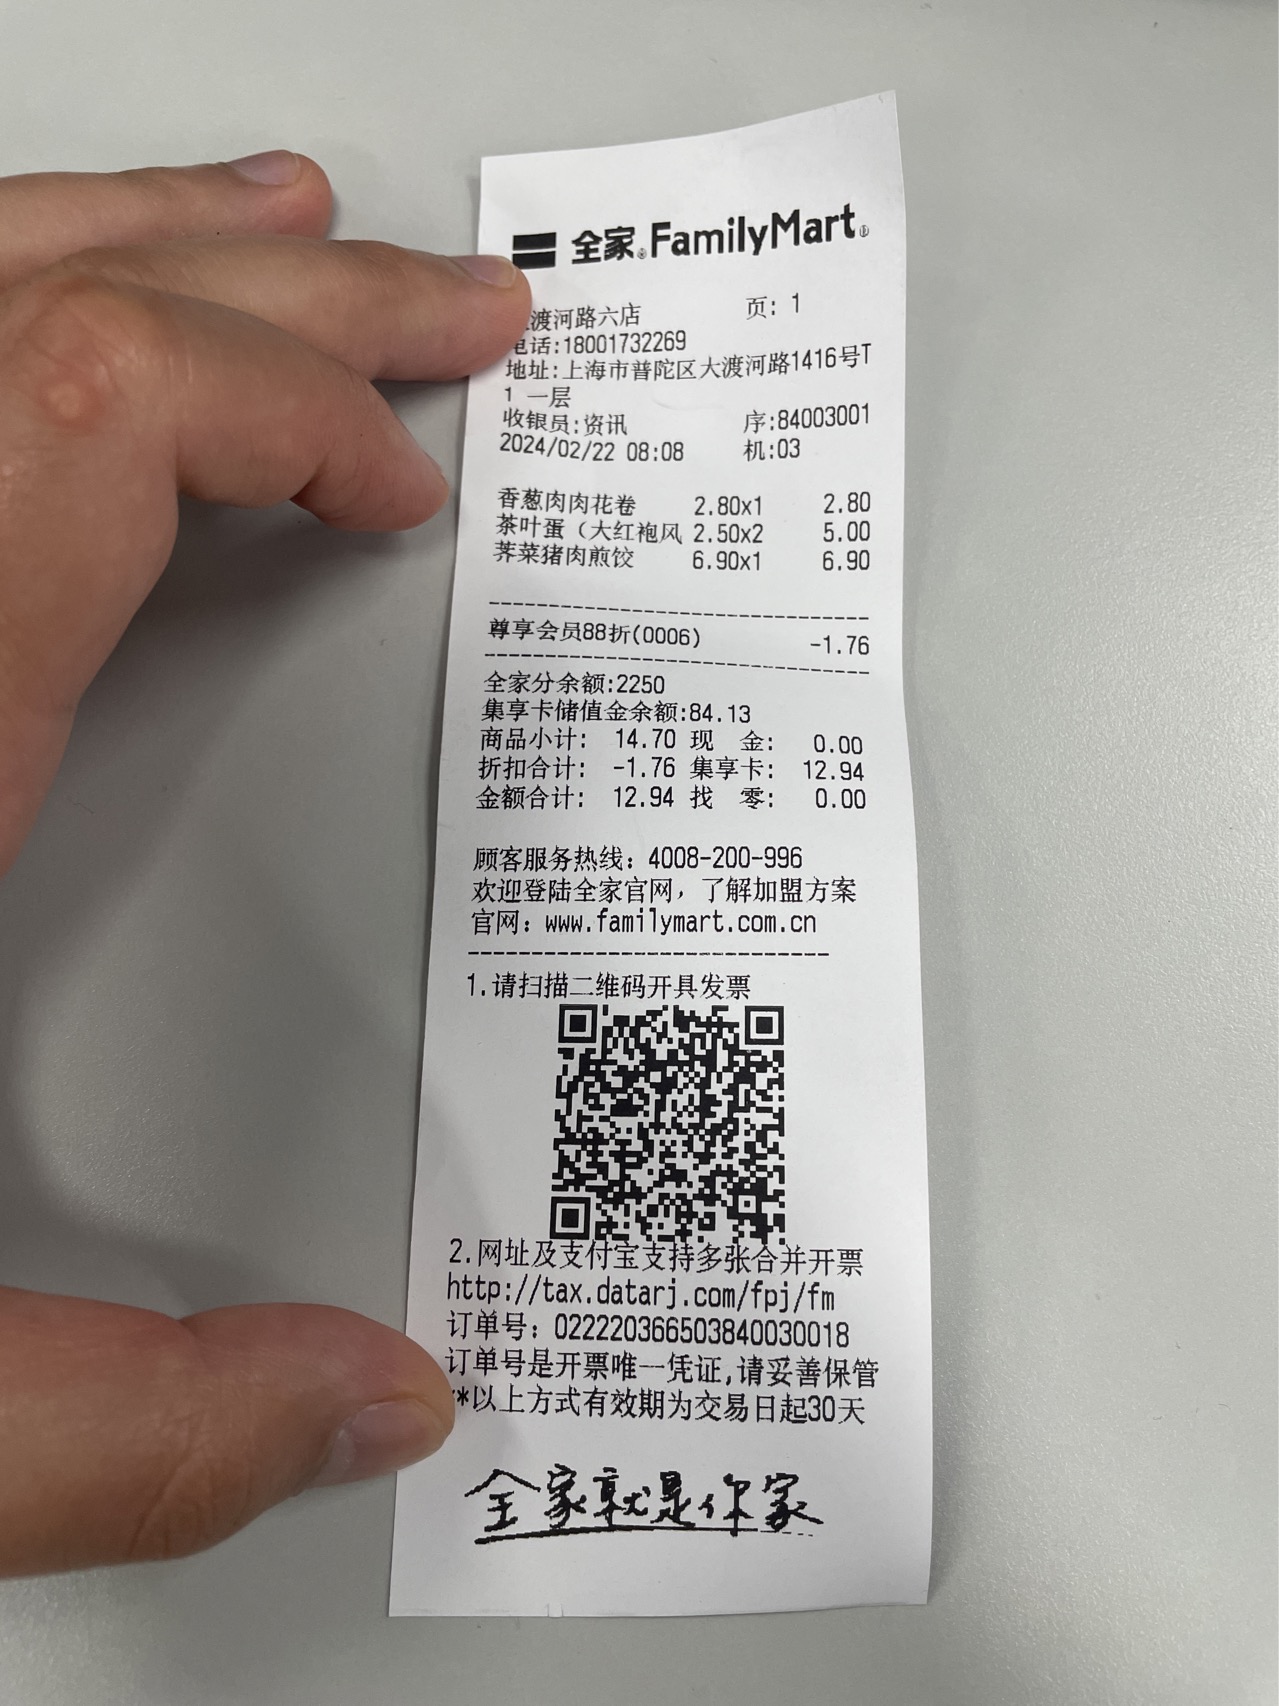 全家®FamilyMart®
渡河路六店 页: 1
电话:18001732269
地址:上海市普陀区大渡河路1416号T
1 一层
收银员:资讯 序:84003001
2024/02/22 08:08 机:03
香葱肉肉花卷 2.80x1 2.80
茶叶蛋（大红袍风 2.50x2 5.00
荠菜猪肉煎饺 6.90x1 6.90
尊享会员88折(0006) -1.76
全家分余额:2250
集享卡储值金余额:84.13
商品小计: 14.70 现 金: 0.00
折扣合计: -1.76 集享卡: 12.94
金额合计: 12.94 找 零: 0.00
顾客服务热线：4008-200-996
欢迎登陆全家官网，了解加盟方案
官网：www.familymart.com.cn
1.请扫描二维码开具发票
2.网址及支付宝支持多张合并开票
http://tax.datarj.com/fpj/fm
订单号：022220366503840030018
订单号是开票唯一凭证,请妥善保管
**以上方式有效期为交易日起30天
全家就是你家